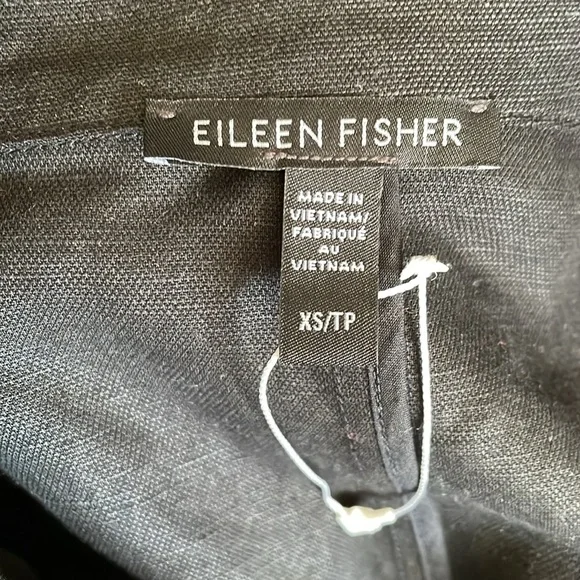 EILEEN FISHER
MADE IN
VIETNAM/
FABRIQUÉ
AU
VIETNAM
XS/TP